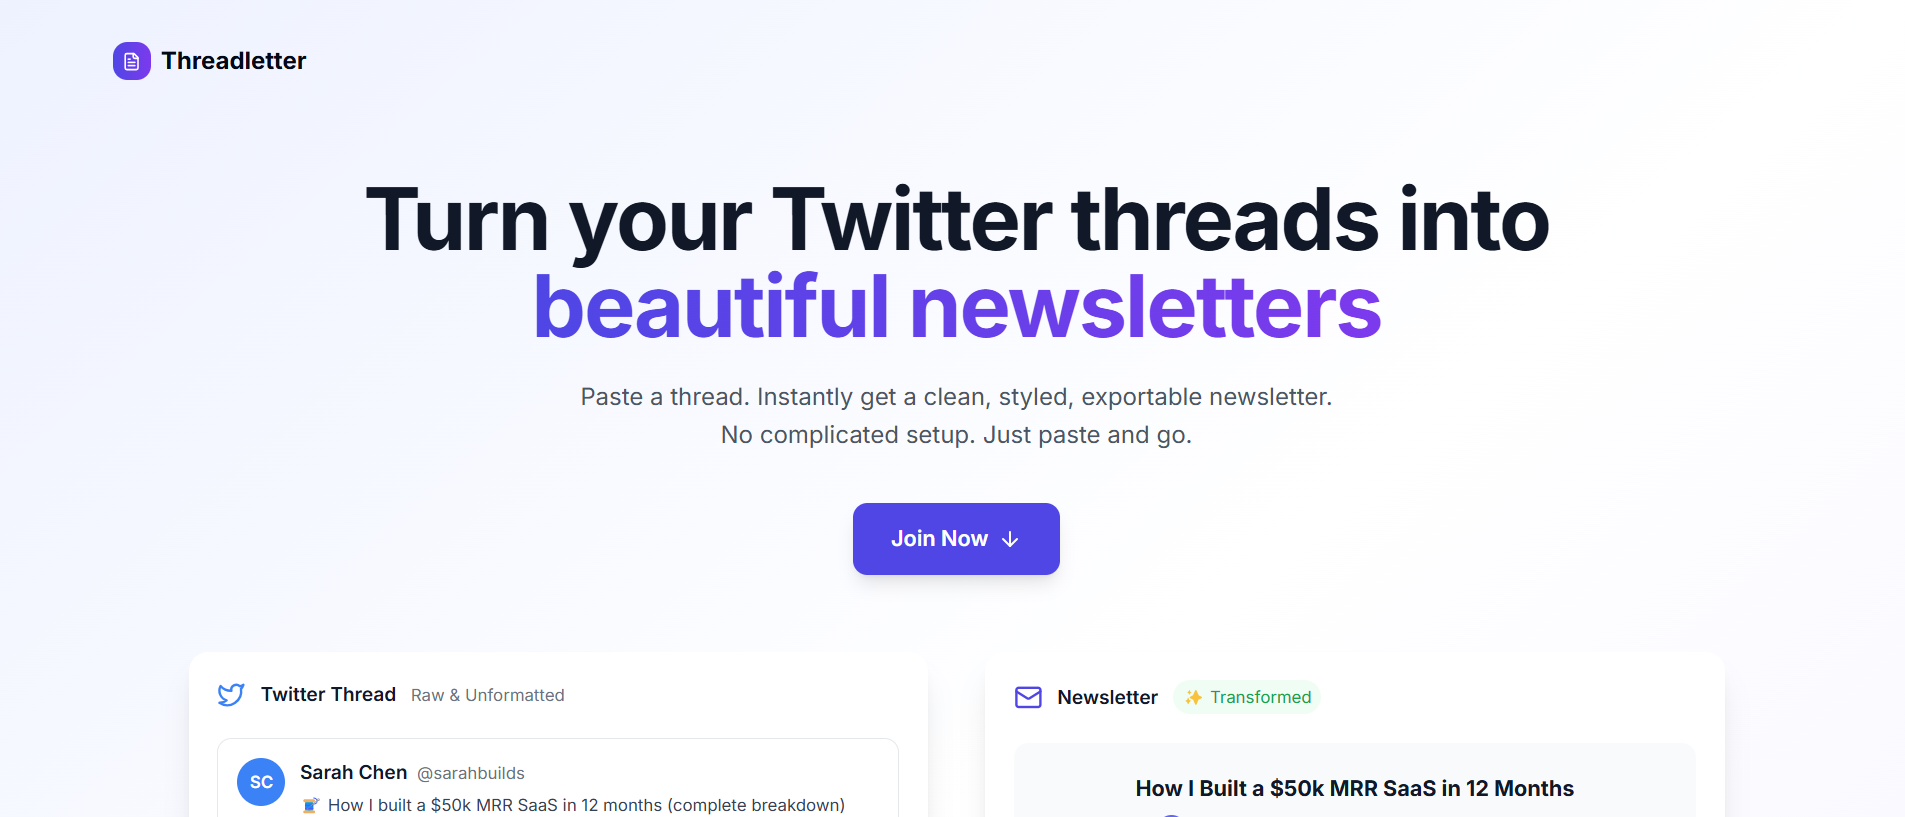 Threadletter
Turn your Twitter threads into
beautiful newsletters
Paste a thread. Instantly get a clean, styled, exportable newsletter.
No complicated setup. Just paste and go.
Join Now ↓
Twitter Thread Raw & Unformatted
SC
Sarah Chen @sarahbuilds
🧵 How I built a $50k MRR SaaS in 12 months (complete breakdown)
Newsletter ✨ Transformed
How I Built a $50k MRR SaaS in 12 Months